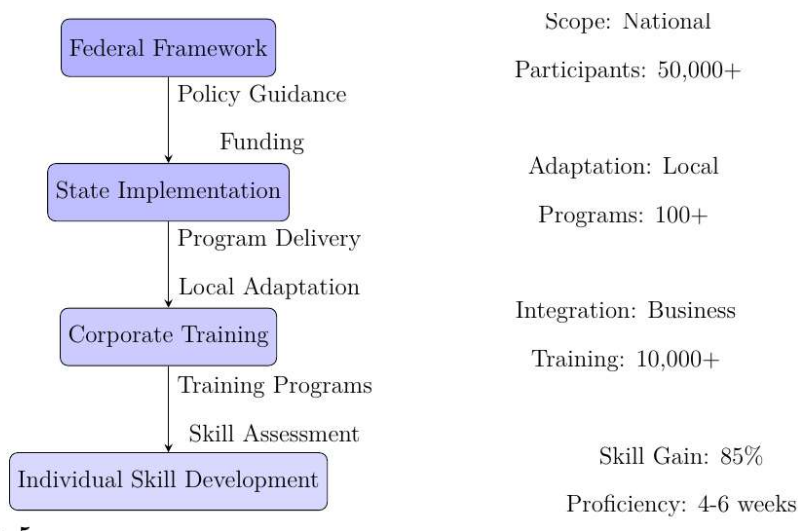 Federal Framework
Scope: National
Participants: 50,000+
Policy Guidance
Funding
State Implementation
Adaptation: Local
Programs: 100+
Program Delivery
Local Adaptation
Corporate Training
Integration: Business
Training: 10,000+
Training Programs
Skill Assessment
Individual Skill Development
Skill Gain: 85%
Proficiency: 4-6 weeks